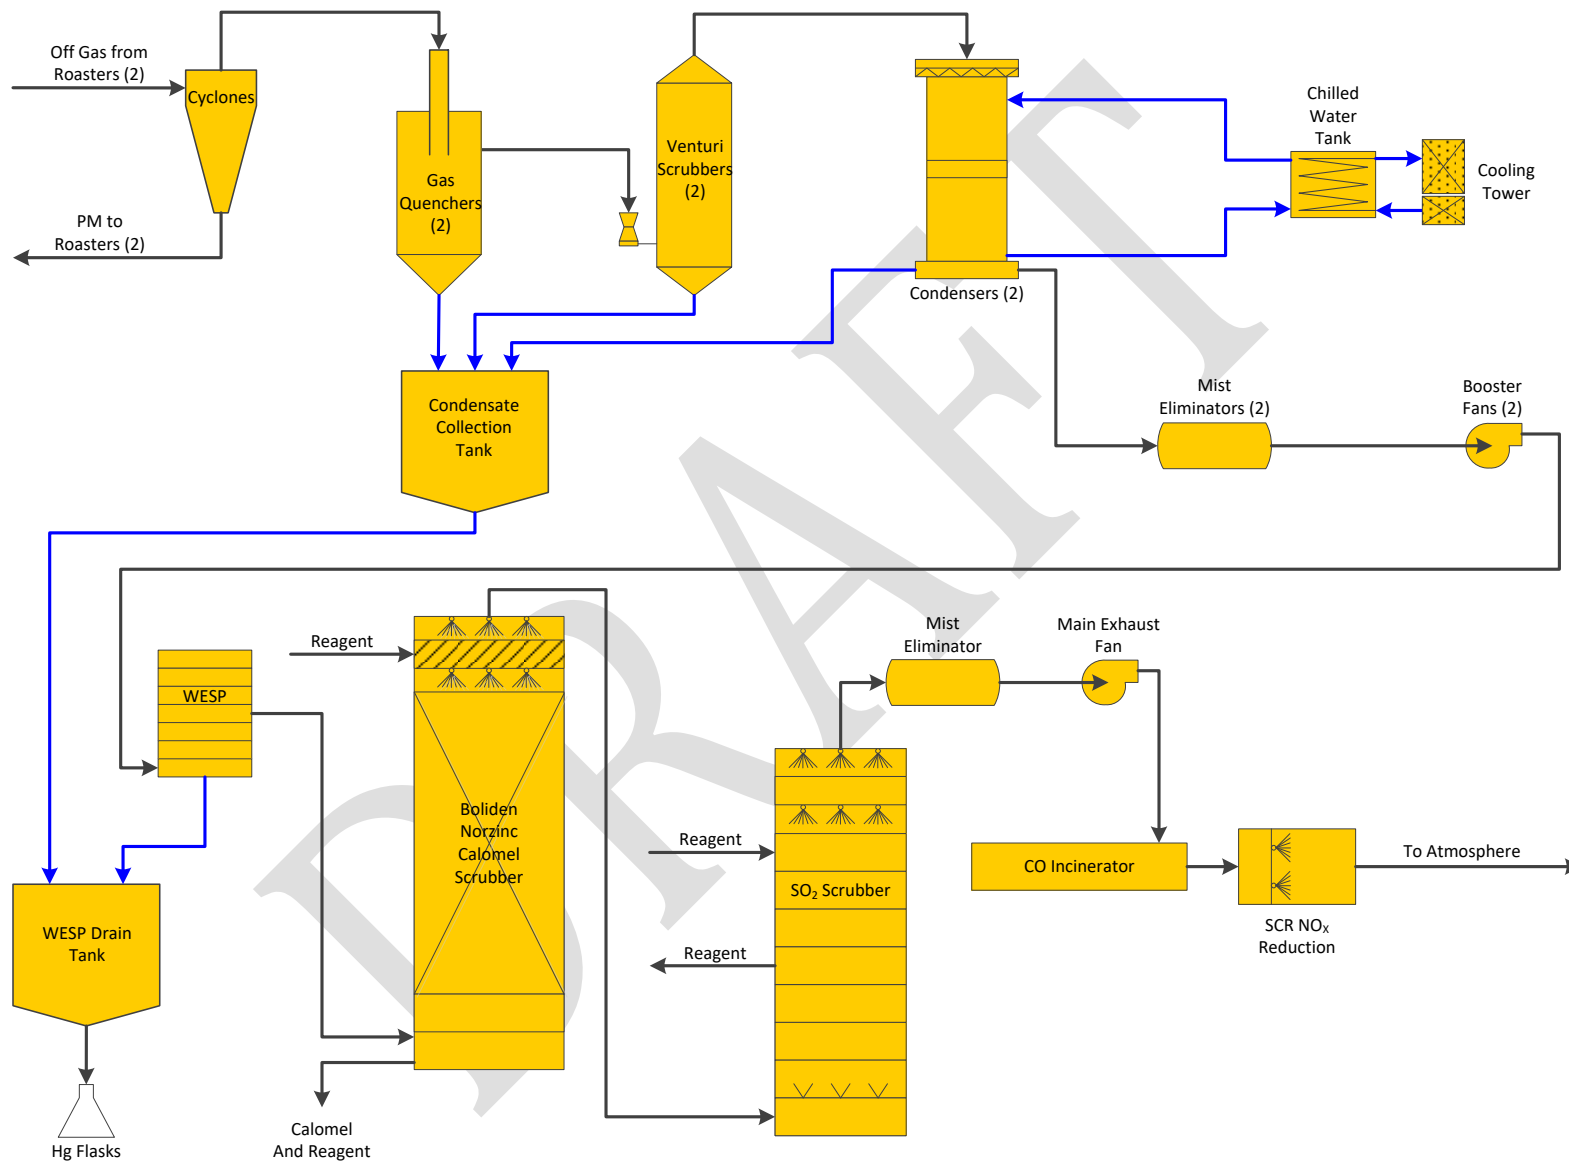 Off Gas from
Roasters (2)
Cyclones
PM to
Roasters (2)
Gas
Quenchers
(2)
Venturi
Scrubbers
(2)
Condensers (2)
Chilled
Water
Tank
Cooling
Tower
Condensate
Collection
Tank
Mist
Eliminators (2)
Booster
Fans (2)
WESP
Reagent
Boliden
Norzinc
Calomel
Scrubber
Mist
Eliminator
Main Exhaust
Fan
Reagent
SO₂ Scrubber
Reagent
CO Incinerator
To Atmosphere
SCR NOₓ
Reduction
WESP Drain
Tank
Hg Flasks
Calomel
And Reagent
DRAFT